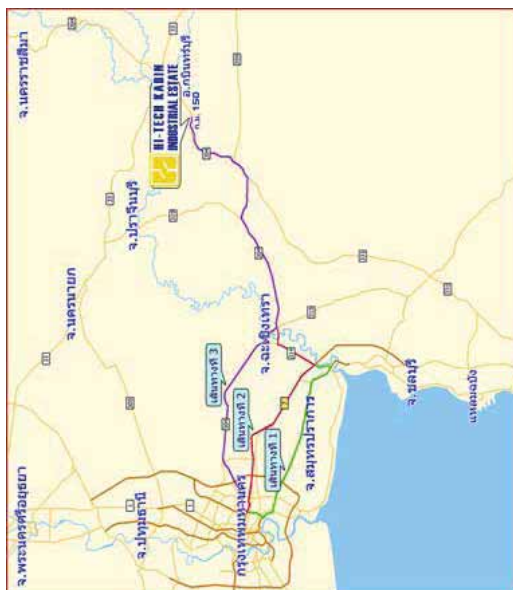 จ.พระนครศรีอยุธยา
จ.นครนายก
จ.นครราชสีมา
จ.ปทุมธานี
จ.ปราจีนบุรี
HI-TECH KABIN
INDUSTRIAL ESTATE
อ.กบินทร์บุรี
ก.ม. 150
เส้นทางที่ 3
เส้นทางที่ 2
เส้นทางที่ 1
กรุงเทพมหานคร
จ.ฉะเชิงเทรา
จ.สมุทรปราการ
จ.ชลบุรี
แหลมฉบัง